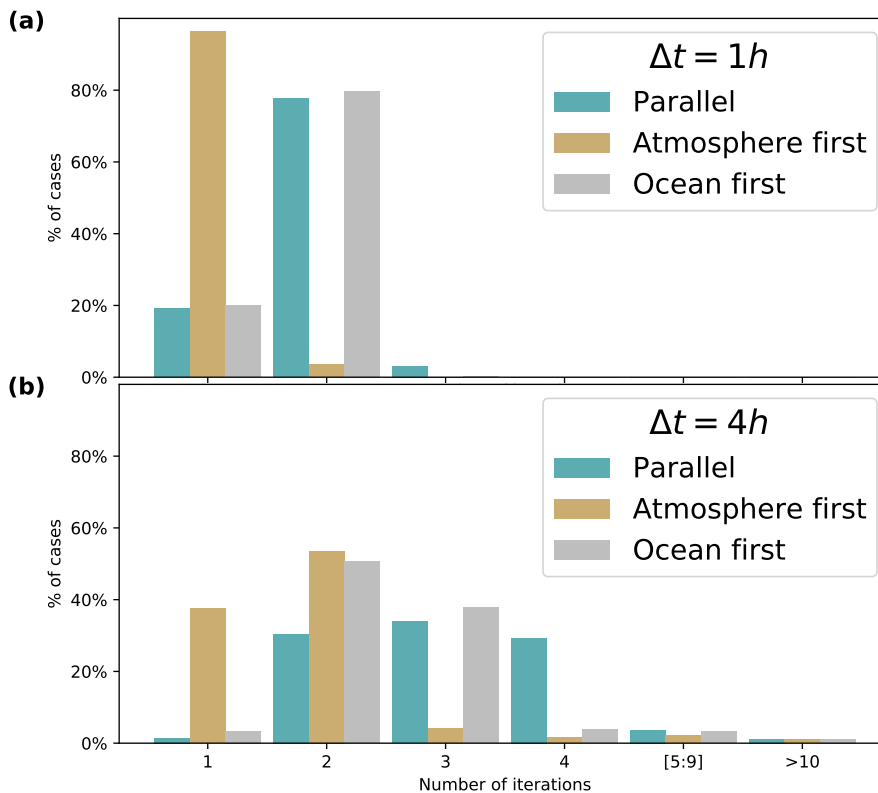 (a)
Δt = 1h
Parallel
Atmosphere first
Ocean first
80%
60%
40%
20%
0%
% of cases
(b)
Δt = 4h
Parallel
Atmosphere first
Ocean first
80%
60%
40%
20%
0%
% of cases
1 2 3 4 [5:9] >10
Number of iterations